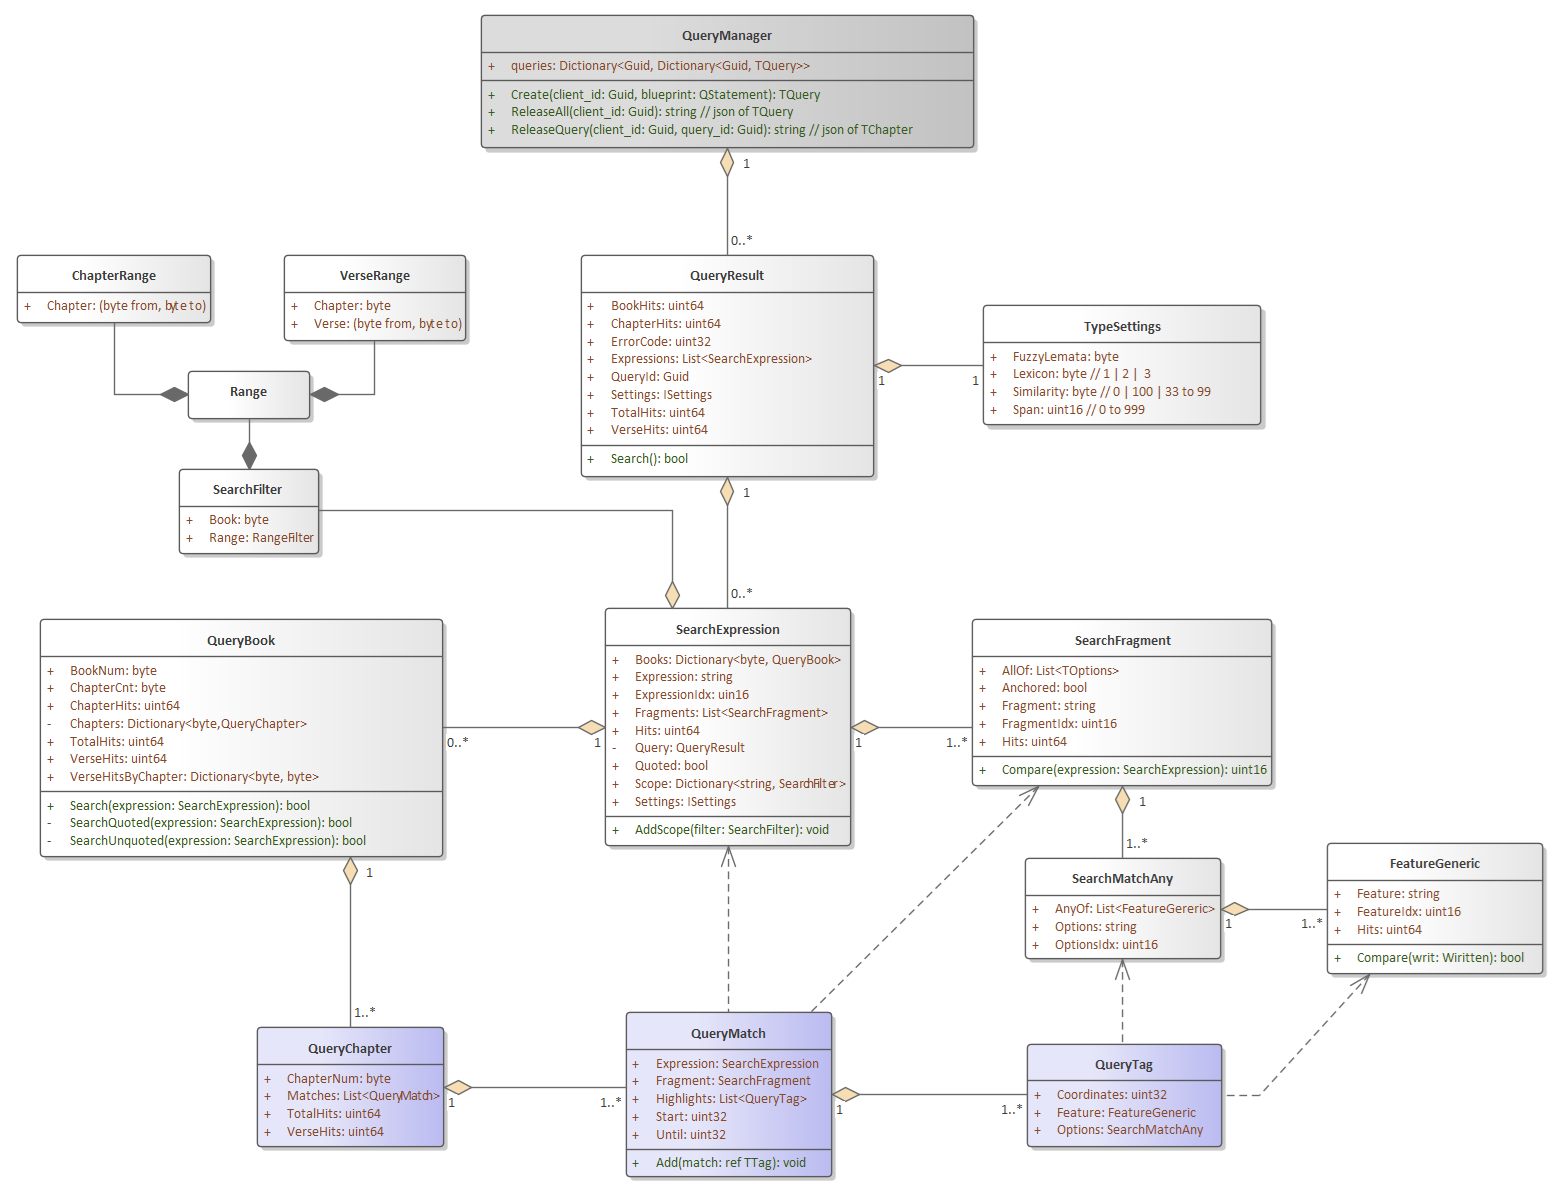 QueryManager
+ queries: Dictionary<Guid, Dictionary<Guid, TQuery>>
+ Create(client_id: Guid, blueprint: QStatement): TQuery
+ ReleaseAll(client_id: Guid): string // json of TQuery
+ ReleaseQuery(client_id: Guid, query_id: Guid): string // json of TChapter
1
0..*
ChapterRange
+ Chapter: (byte from, byte to)
VerseRange
+ Chapter: byte
+ Verse: (byte from, byte to)
QueryResult
+ BookHits: uint64
+ ChapterHits: uint64
+ ErrorCode: uint32
+ Expressions: List<SearchExpression>
+ QueryId: Guid
+ Settings: ISettings
+ TotalHits: uint64
+ VerseHits: uint64
+ Search(): bool
1
1
TypeSettings
+ FuzzyLemata: byte
+ Lexicon: byte // 1 | 2 | 3
+ Similarity: byte // 0 | 100 | 33 to 99
+ Span: uint16 // 0 to 999
Range
SearchFilter
+ Book: byte
+ Range: RangeFilter
1
0..*
QueryBook
+ BookNum: byte
+ ChapterCnt: byte
+ ChapterHits: uint64
- Chapters: Dictionary<byte,QueryChapter>
+ TotalHits: uint64
+ VerseHits: uint64
+ VerseHitsByChapter: Dictionary<byte, byte>
+ Search(expression: SearchExpression): bool
- SearchQuoted(expression: SearchExpression): bool
- SearchUnquoted(expression: SearchExpression): bool
0..*
1
SearchExpression
+ Books: Dictionary<byte, QueryBook>
+ Expression: string
+ ExpressionIdx: uin16
+ Fragments: List<SearchFragment>
+ Hits: uint64
- Query: QueryResult
+ Quoted: bool
+ Scope: Dictionary<string, SearchFilter>
+ Settings: ISettings
+ AddScope(filter: SearchFilter): void
1
1..*
SearchFragment
+ AllOf: List<TOptions>
+ Anchored: bool
+ Fragment: string
+ FragmentIdx: uint16
+ Hits: uint64
+ Compare(expression: SearchExpression): uint16
1
1..*
SearchMatchAny
+ AnyOf: List<FeatureGereric>
+ Options: string
+ OptionsIdx: uint16
1
1..*
FeatureGeneric
+ Feature: string
+ FeatureIdx: uint16
+ Hits: uint64
+ Compare(writ: Wiritten): bool
1
1..*
QueryChapter
+ ChapterNum: byte
+ Matches: List<QueryMatch>
+ TotalHits: uint64
+ VerseHits: uint64
1
1..*
QueryMatch
+ Expression: SearchExpression
+ Fragment: SearchFragment
+ Highlights: List<QueryTag>
+ Start: uint32
+ Until: uint32
+ Add(match: ref TTag): void
1
1..*
QueryTag
+ Coordinates: uint32
+ Feature: FeatureGeneric
+ Options: SearchMatchAny